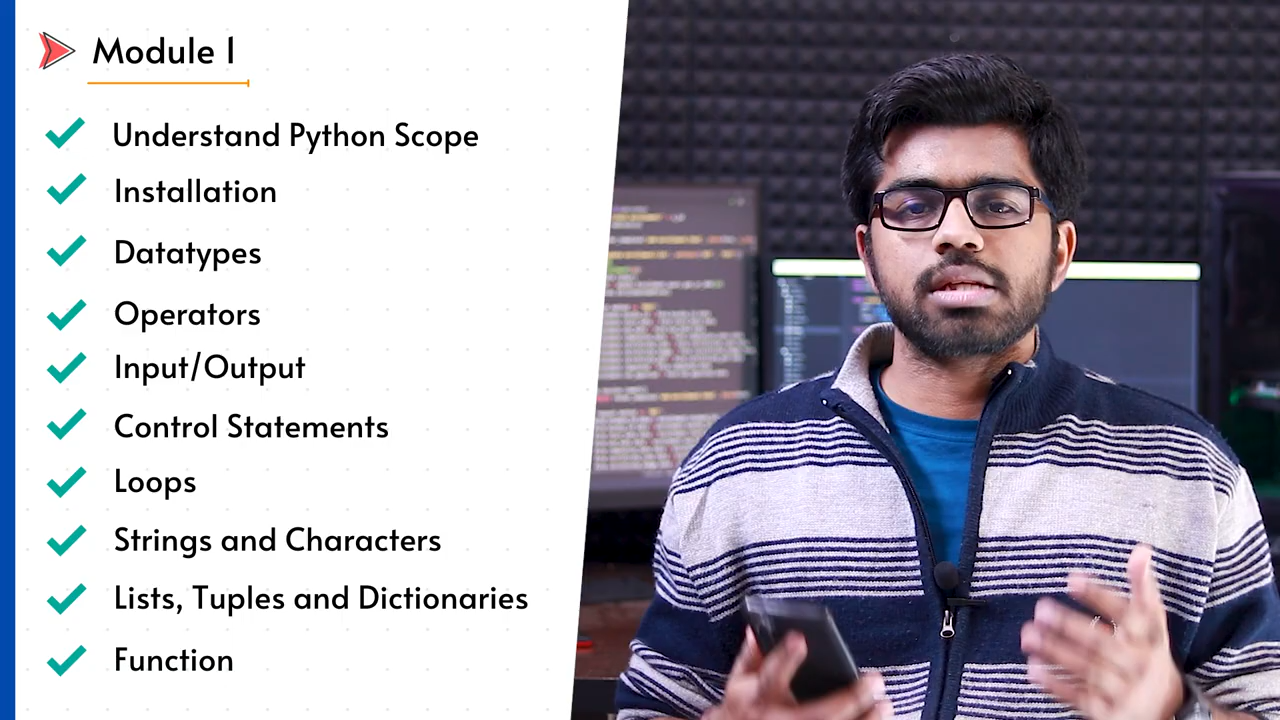 Module 1
Understand Python Scope
Installation
Datatypes
Operators
Input/Output
Control Statements
Loops
Strings and Characters
Lists, Tuples and Dictionaries
Function